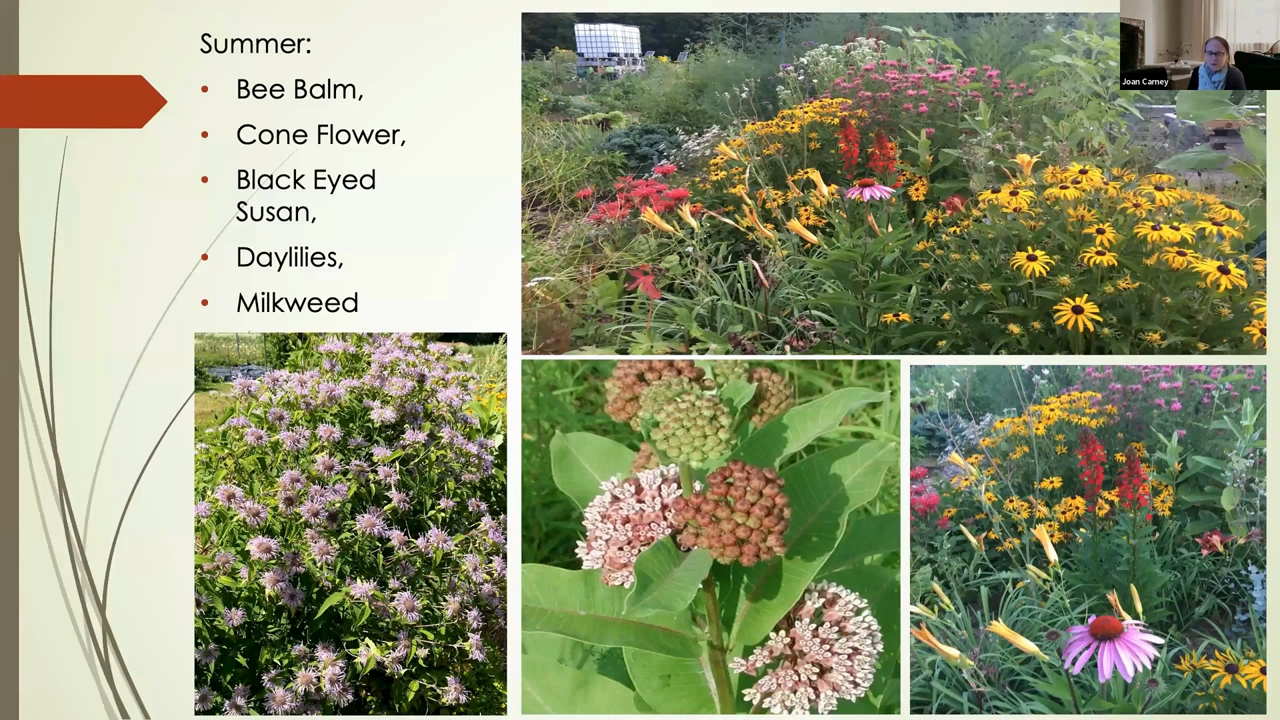 Summer:
• Bee Balm,
• Cone Flower,
• Black Eyed
Susan,
• Daylilies,
• Milkweed
Joan Carney